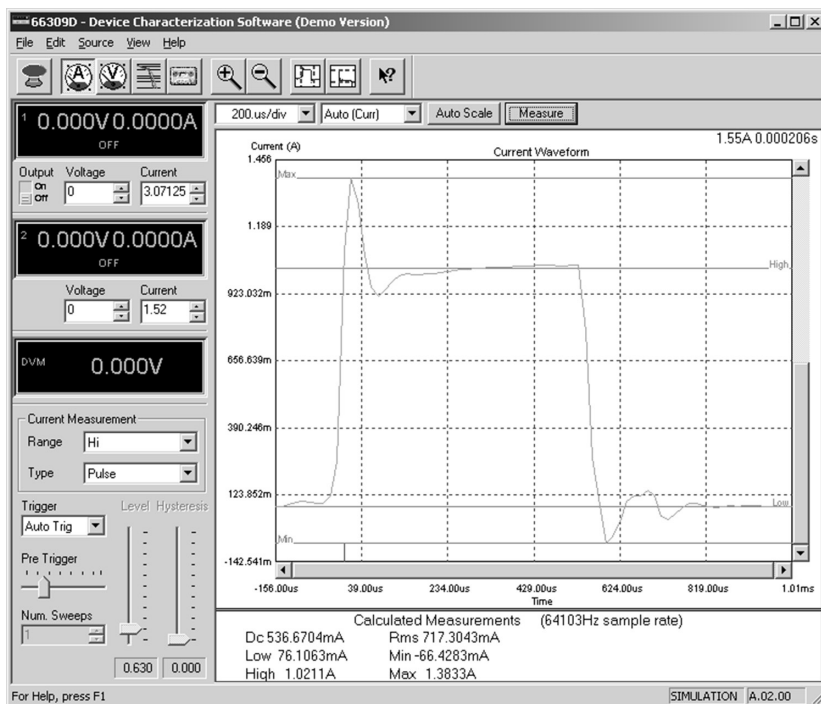 66309D - Device Characterization Software (Demo Version)
File Edit Source View Help
200.us/div Auto (Curr) Auto Scale Measure
1 0.000V 0.0000A
OFF
Output Voltage Current
On
Off
0 3.07125
2 0.000V 0.0000A
OFF
Voltage Current
0 1.52
DVM 0.000V
Current Measurement
Range Hi
Type Pulse
Trigger Level Hysteresis
Auto Trig
Pre Trigger
Num. Sweeps
1
0.630 0.000
1.55A 0.000206s
Current (A) Current Waveform
1.456
Max
1.189
High
923.032m
656.639m
390.246m
123.852m
Low
Min
-142.541m
-156.00us 39.00us 234.00us 429.00us 624.00us 819.00us 1.01ms
Time
Calculated Measurements (64103Hz sample rate)
Dc 536.6704mA Rms 717.3043mA
Low 76.1063mA Min -66.4283mA
High 1.0211A Max 1.3833A
For Help, press F1 SIMULATION A.02.00